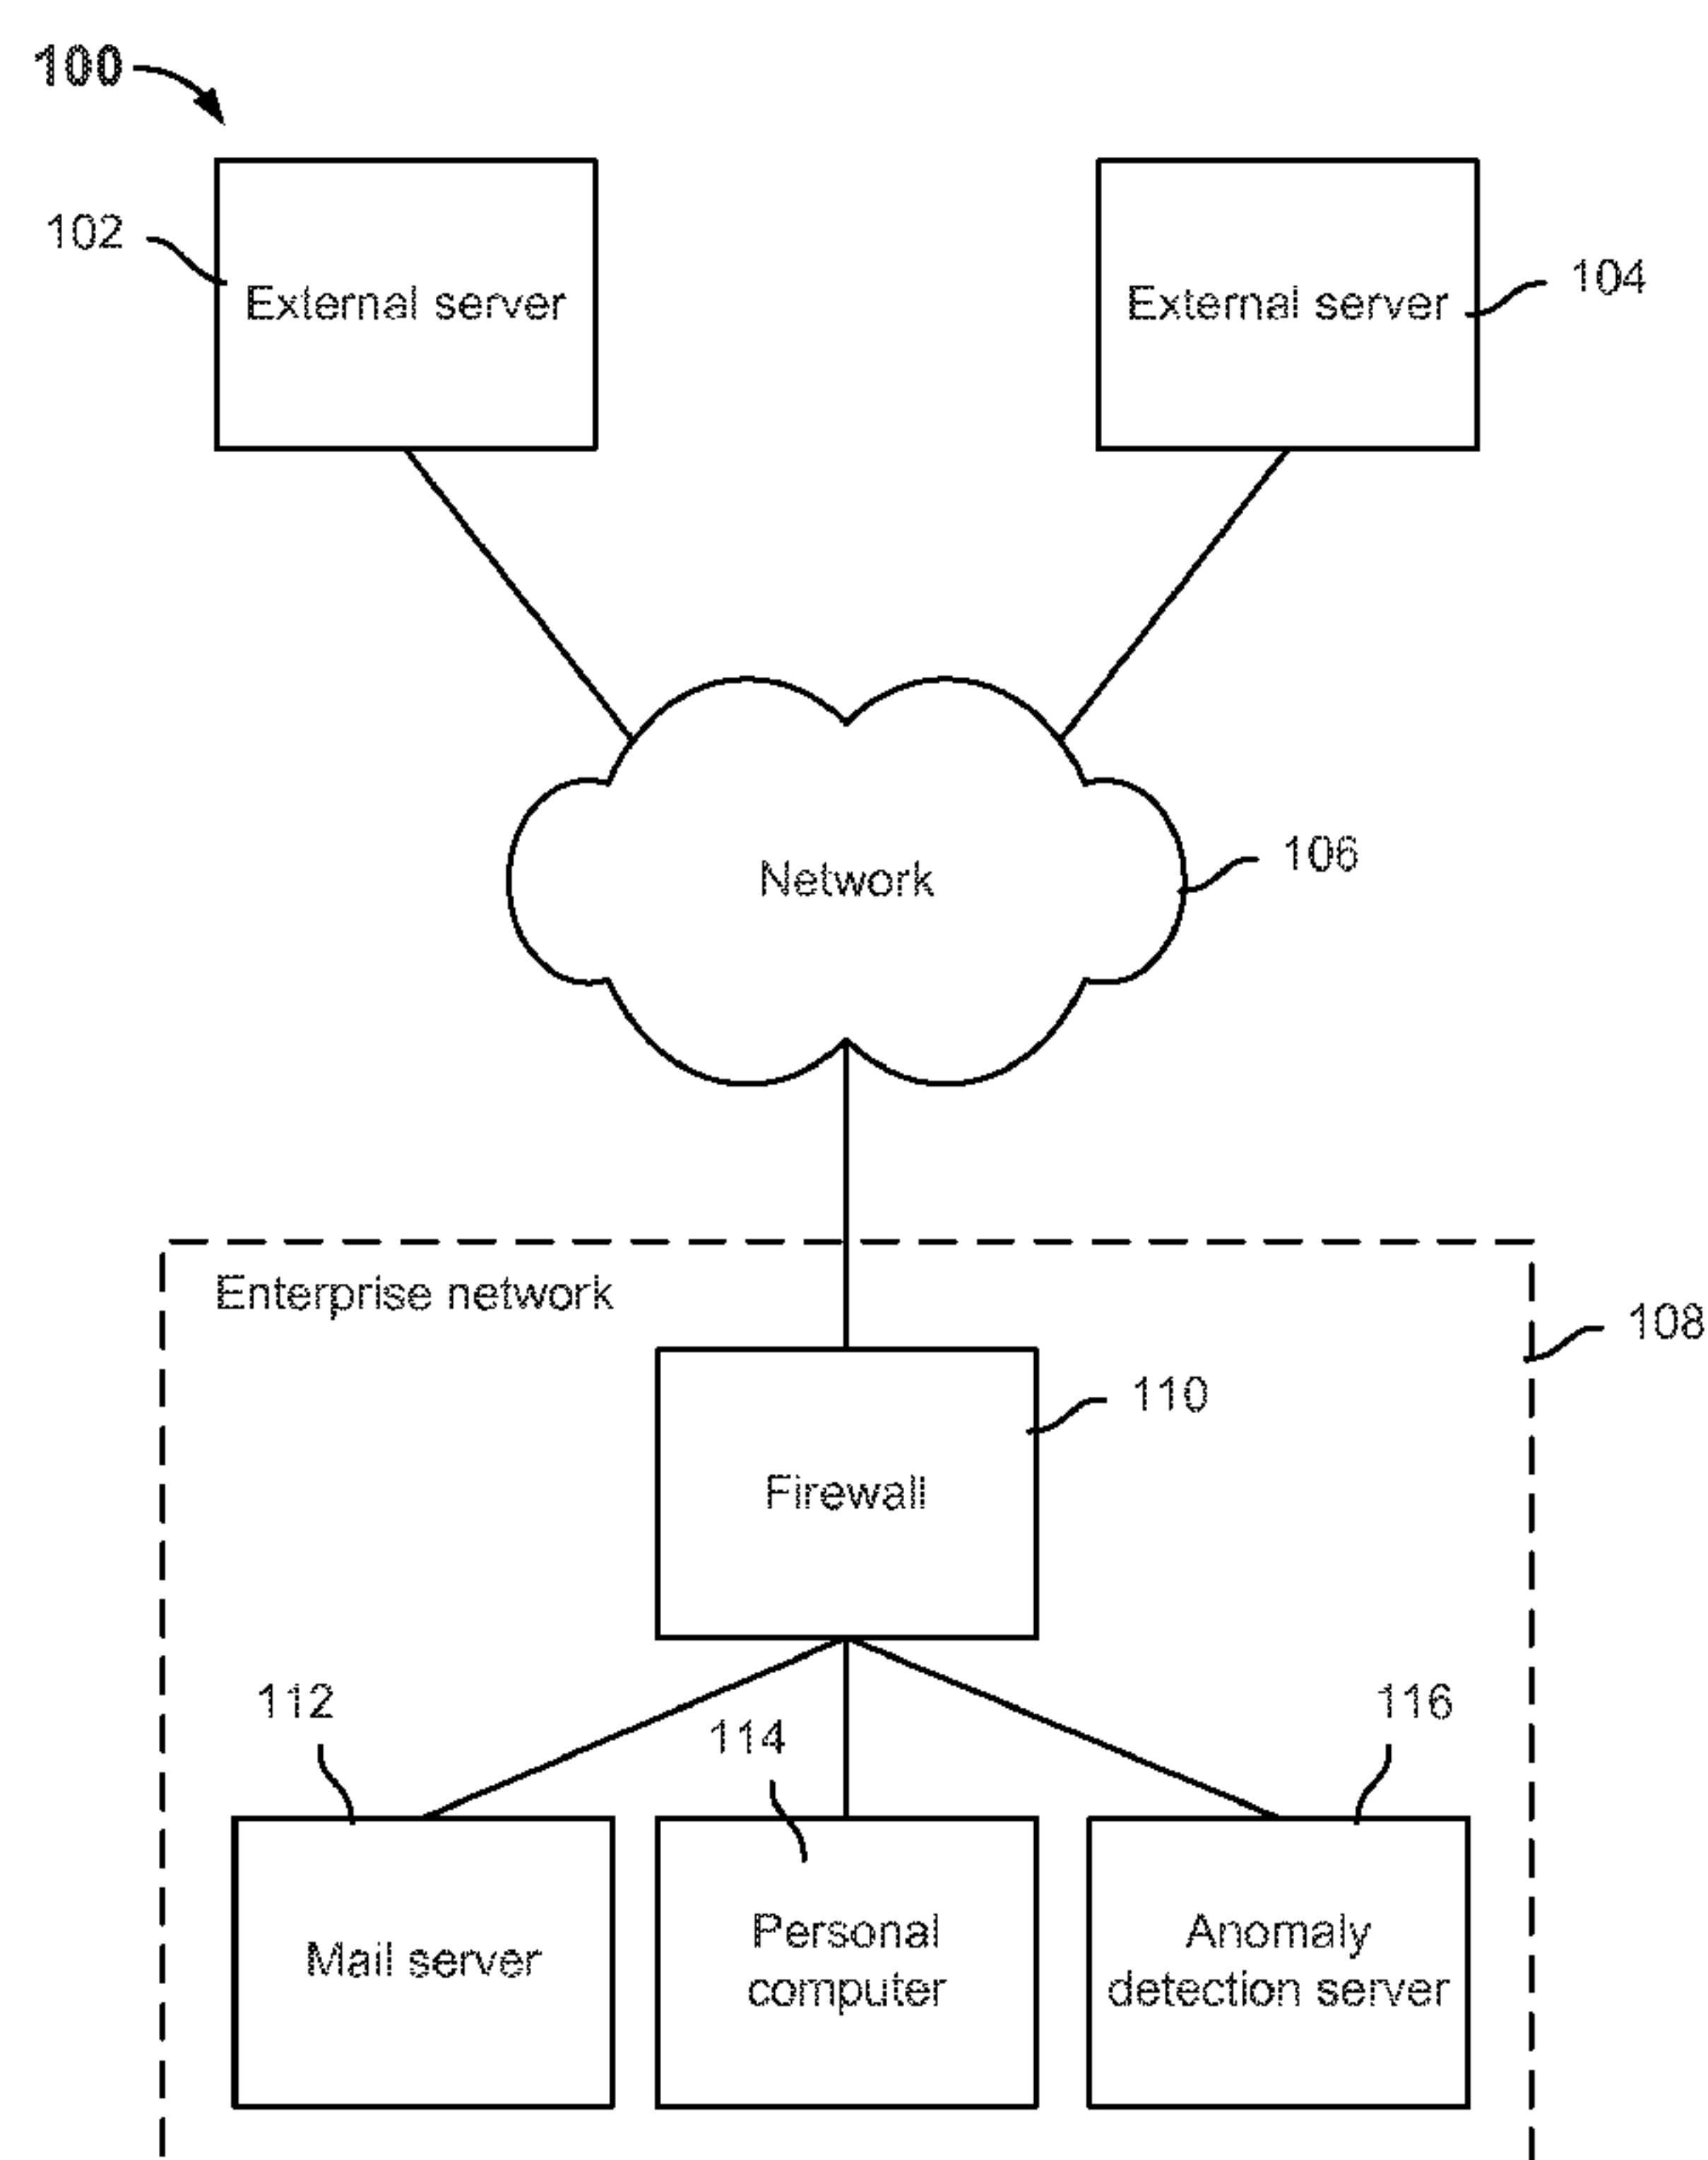 100
102
External server
External server
104
Network
106
Enterprise network
108
110
Firewall
112
114
116
Mail server
Personal
computer
Anomaly
detection server